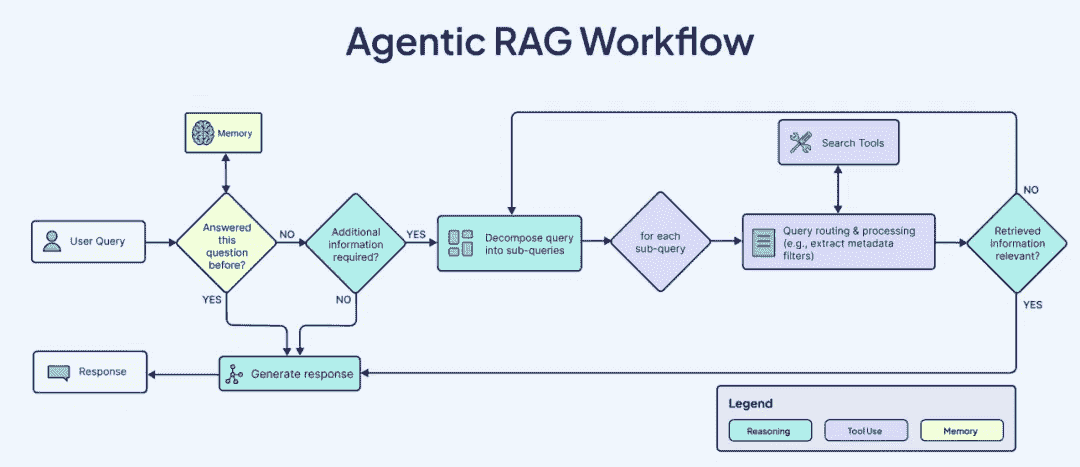 Agentic RAG Workflow
Memory
Search Tools
User Query
Answered
this
question
before?
NO
Additional
information
required?
YES
Decompose query
into sub-queries
for each
sub-query
Query routing & processing
(e.g., extract metadata
filters)
NO
Retrieved
information
relevant?
YES
YES
NO
Response
Generate response
Legend
Reasoning
Tool Use
Memory